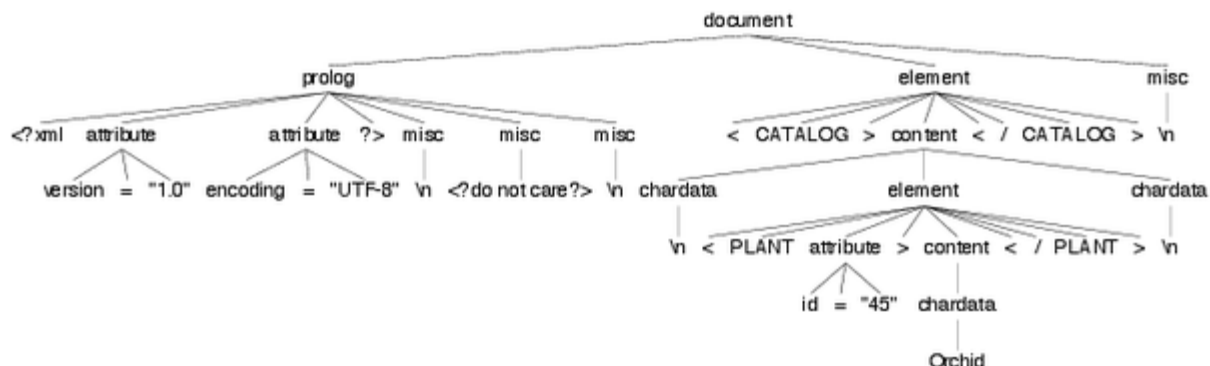 document
prolog element misc
<?xml attribute attribute ?> misc misc misc < CATALOG > content < / CATALOG > \n
version = "1.0" encoding = "UTF-8" \n <?do not care?> \n chardata element chardata
\n < PLANT attribute > content < / PLANT > \n
id = "45" chardata
Orchid